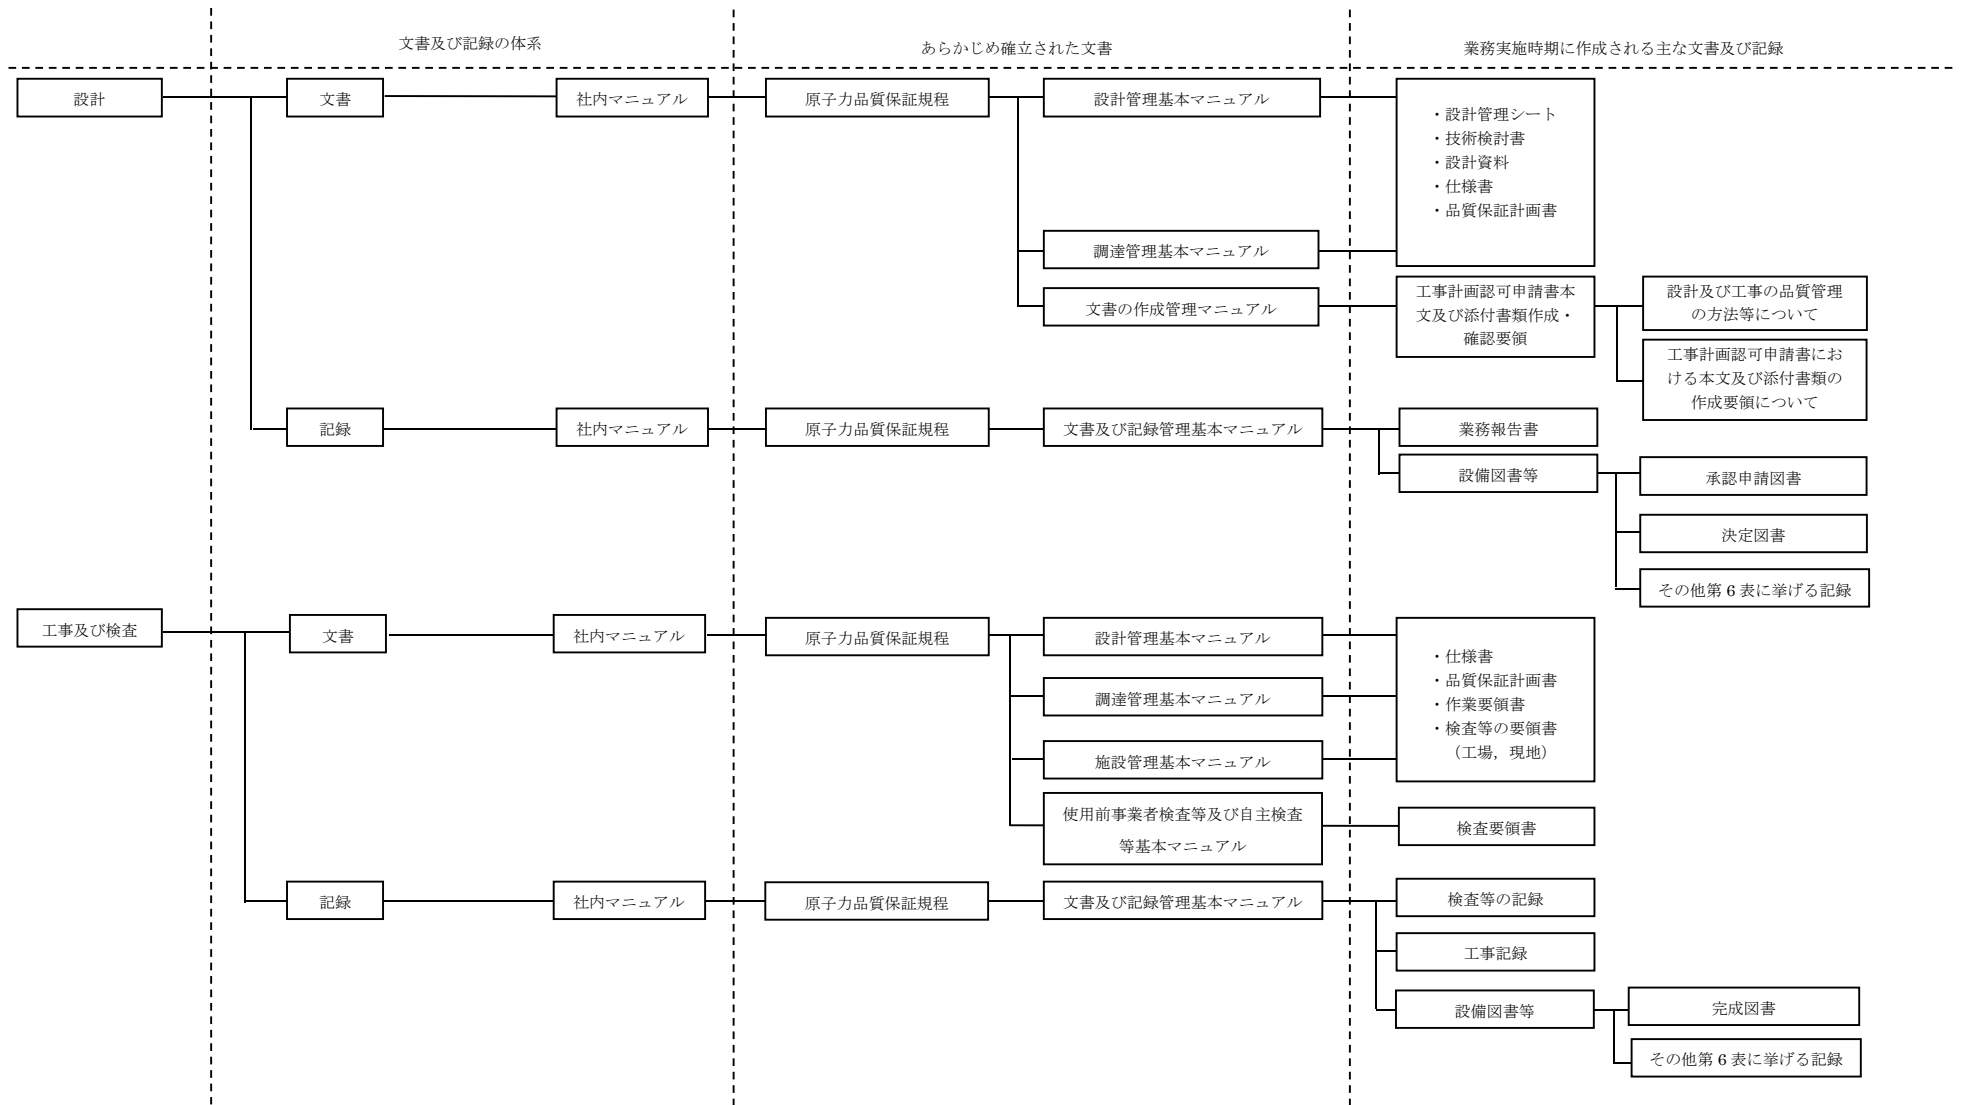 文書及び記録の体系
あらかじめ確立された文書
業務実施時期に作成される主な文書及び記録
設計
文書
社内マニュアル
原子力品質保証規程
設計管理基本マニュアル
・設計管理シート
・技術検討書
・設計資料
・仕様書
・品質保証計画書
調達管理基本マニュアル
文書の作成管理マニュアル
工事計画認可申請書本
文及び添付書類作成・
確認要領
設計及び工事の品質管理
の方法等について
工事計画認可申請書にお
ける本文及び添付書類の
作成要領について
記録
社内マニュアル
原子力品質保証規程
文書及び記録管理基本マニュアル
業務報告書
設備図書等
承認申請図書
決定図書
その他第6表に挙げる記録
工事及び検査
文書
社内マニュアル
原子力品質保証規程
設計管理基本マニュアル
・仕様書
・品質保証計画書
・作業要領書
・検査等の要領書
（工場，現地）
調達管理基本マニュアル
施設管理基本マニュアル
使用前事業者検査等及び自主検査
等基本マニュアル
検査要領書
記録
社内マニュアル
原子力品質保証規程
文書及び記録管理基本マニュアル
検査等の記録
工事記録
設備図書等
完成図書
その他第6表に挙げる記録